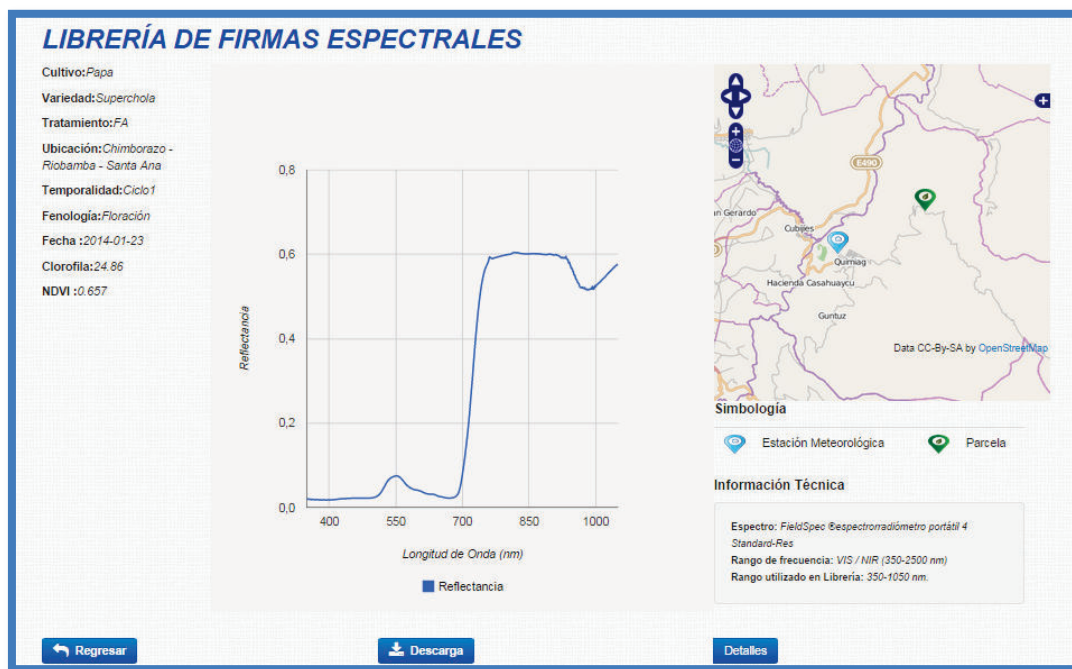 LIBRERÍA DE FIRMAS ESPECTRALES
Cultivo:Papa
Variedad:Superchola
Tratamiento:FA
Ubicación:Chimborazo -
Riobamba - Santa Ana
Temporalidad:Ciclo1
Fenología:Floración
Fecha :2014-01-23
Clorofila:24.86
NDVI :0.657
0,8
0,6
0,4
0,2
0,0
Reflectancia
400 550 700 850 1000
Longitud de Onda (nm)
Reflectancia
E490
an Gerardo
Cubijíes
Quimiag
Hacienda Casahuaycu
Guntuz
Data CC-By-SA by OpenStreetMap
Simbología
Estación Meteorológica Parcela
Información Técnica
Espectro: FieldSpec ®espectrorradiómetro portátil 4
Standard-Res
Rango de frecuencia: VIS / NIR (350-2500 nm)
Rango utilizado en Librería: 350-1050 nm.
Regresar
Descarga
Detalles